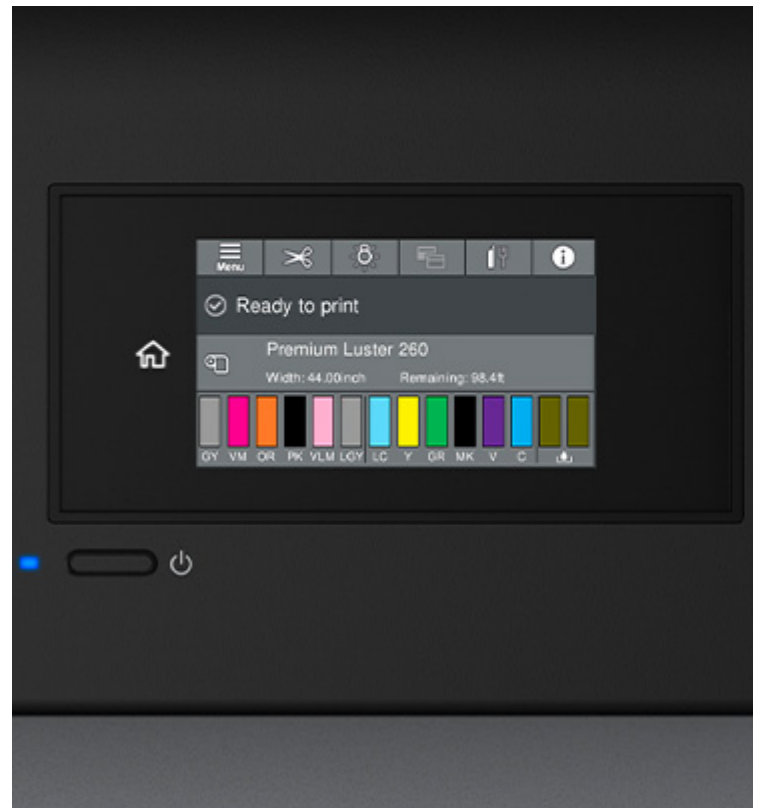 Menu
Ready to print
Premium Luster 260
Width: 44.00inch Remaining: 98.4ft
GY VM OR PK VLM LGY LC Y GR MK V C